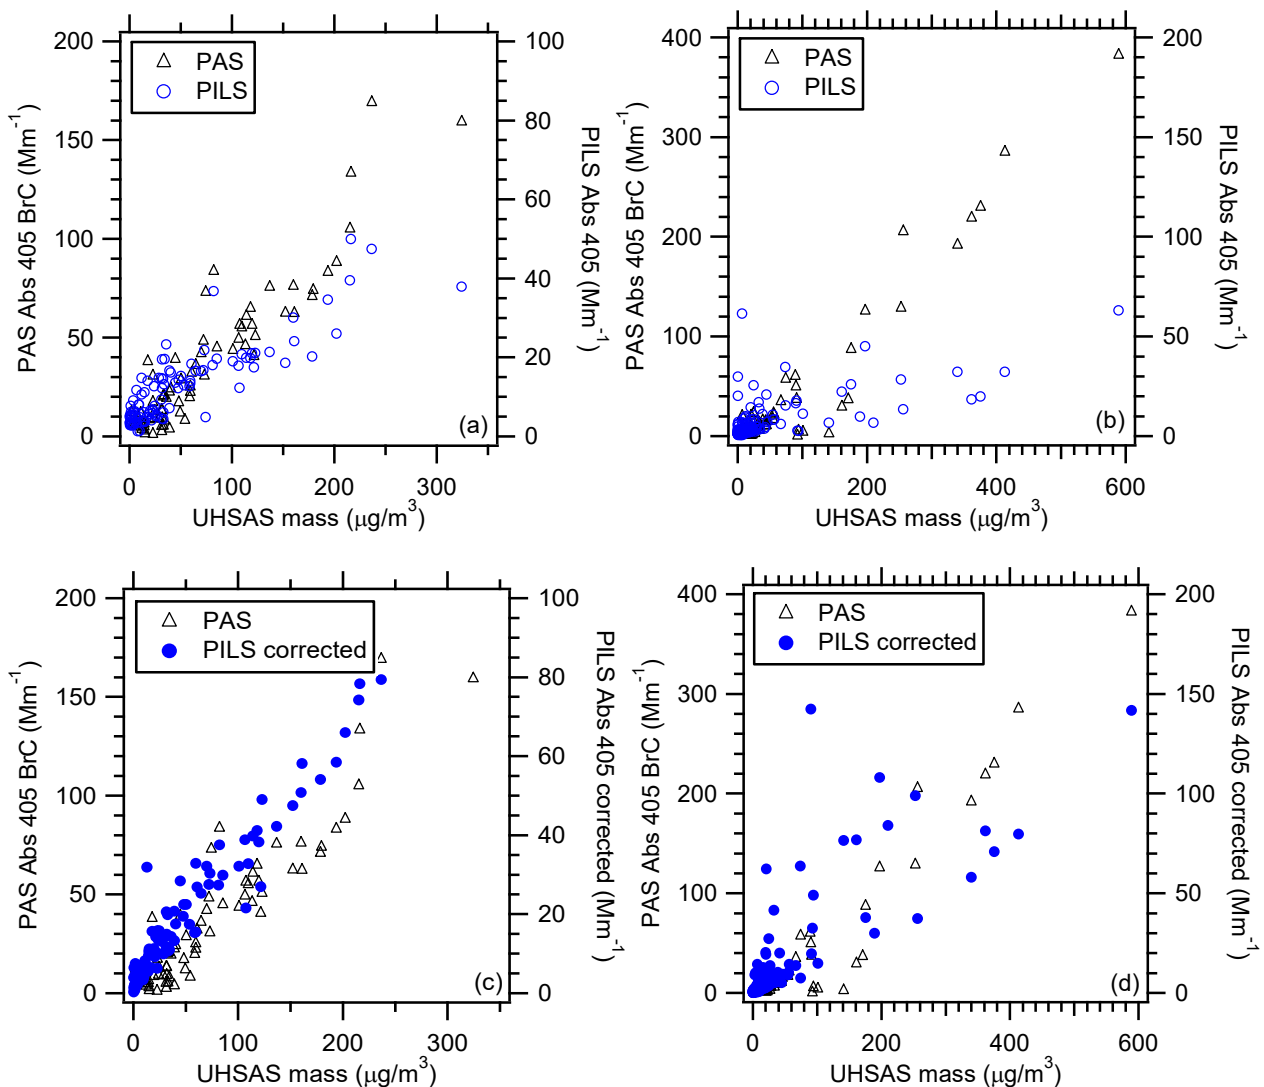 200
150
100
50
0
PAS Abs 405 BrC (Mm⁻¹)
PAS
PILS
100
80
60
40
20
0
PILS Abs 405 (Mm⁻¹)
(a)
0 100 200 300
UHSAS mass (μg/m³)
400
300
200
100
0
PAS Abs 405 BrC (Mm⁻¹)
PAS
PILS
200
150
100
50
0
PILS Abs 405 (Mm⁻¹)
(b)
0 200 400 600
UHSAS mass (μg/m³)
200
150
100
50
0
PAS Abs 405 BrC (Mm⁻¹)
PAS
PILS corrected
100
80
60
40
20
0
PILS Abs 405 corrected (Mm⁻¹)
(c)
0 100 200 300
UHSAS mass (μg/m³)
400
300
200
100
0
PAS Abs 405 BrC (Mm⁻¹)
PAS
PILS corrected
200
150
100
50
0
PILS Abs 405 corrected (Mm⁻¹)
(d)
0 200 400 600
UHSAS mass (μg/m³)